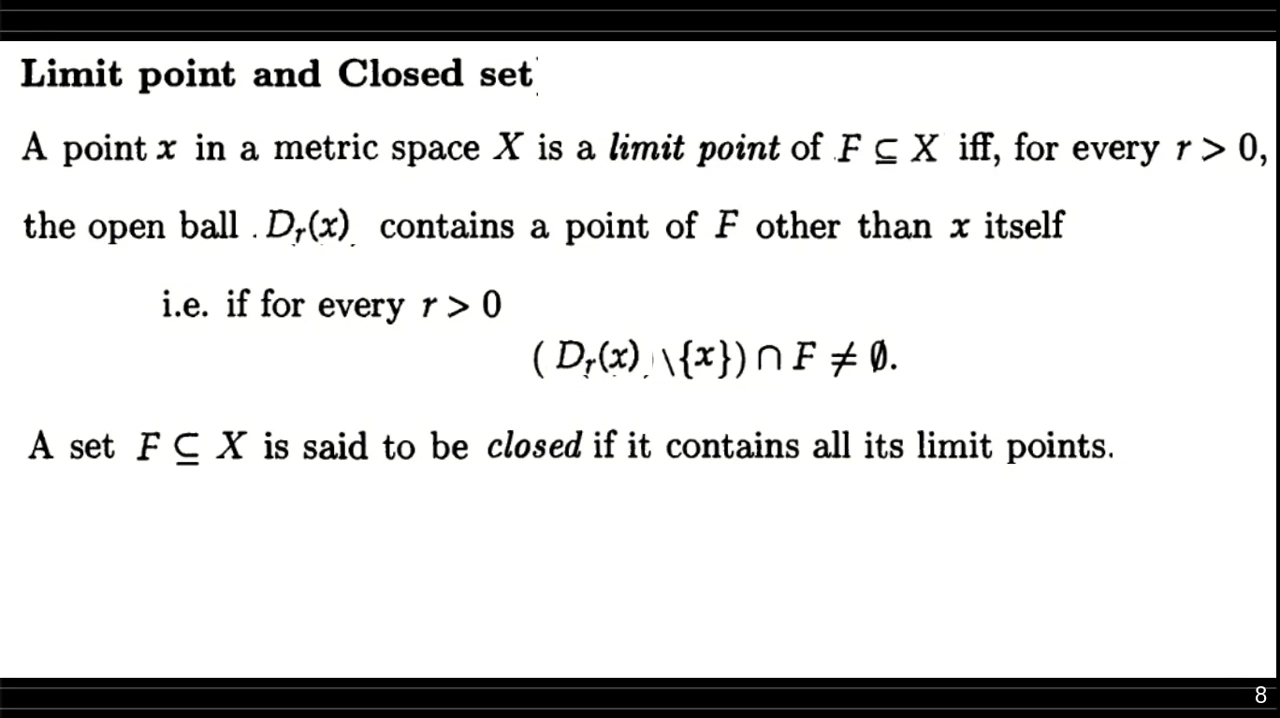 Limit point and Closed set
A point x in a metric space X is a limit point of F ⊆ X iff, for every r > 0,
the open ball . Dᵣ(x) contains a point of F other than x itself
i.e. if for every r > 0
( Dᵣ(x) \{x}) ∩ F ≠ ∅.
A set F ⊆ X is said to be closed if it contains all its limit points.
8